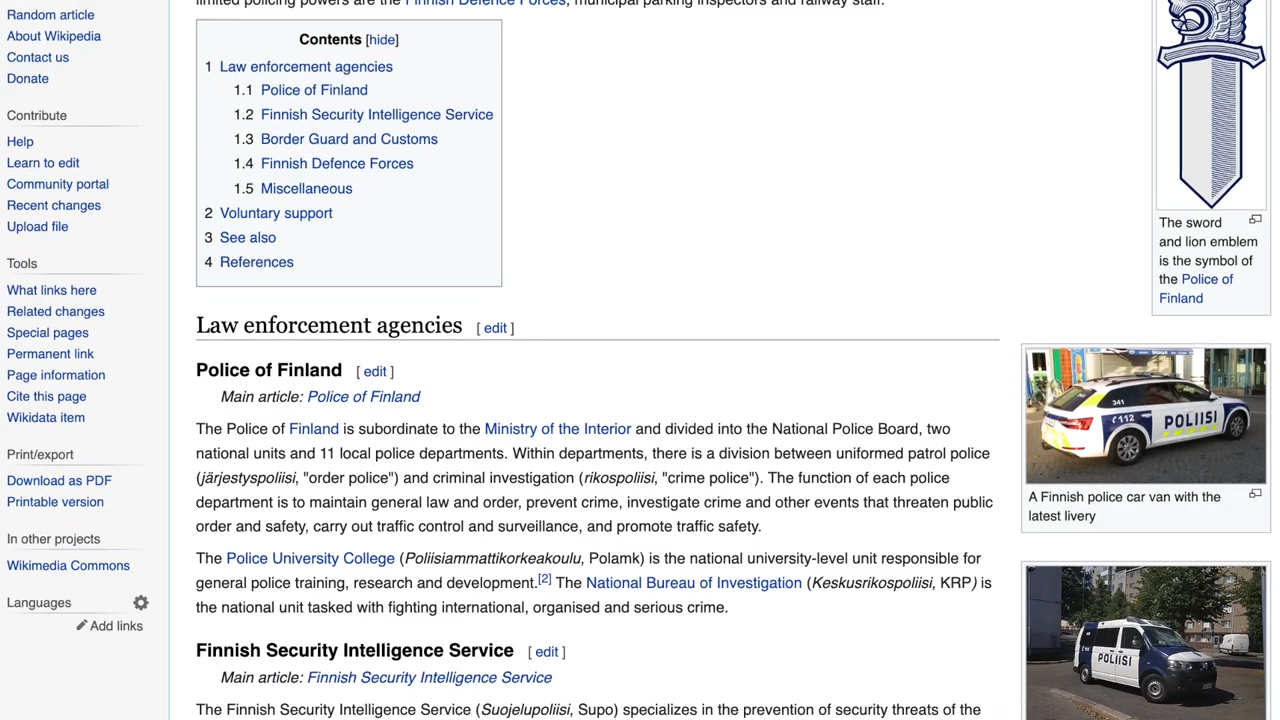 Random article
About Wikipedia
Contact us
Donate
Contribute
Help
Learn to edit
Community portal
Recent changes
Upload file
Tools
What links here
Related changes
Special pages
Permanent link
Page information
Cite this page
Wikidata item
Print/export
Download as PDF
Printable version
In other projects
Wikimedia Commons
Languages
Add links
limited policing powers are the Finnish Defence Forces, municipal parking inspectors and railway staff.
Contents [hide]
1 Law enforcement agencies
1.1 Police of Finland
1.2 Finnish Security Intelligence Service
1.3 Border Guard and Customs
1.4 Finnish Defence Forces
1.5 Miscellaneous
2 Voluntary support
3 See also
4 References
Law enforcement agencies [ edit ]
Police of Finland [ edit ]
Main article: Police of Finland
The Police of Finland is subordinate to the Ministry of the Interior and divided into the National Police Board, two
national units and 11 local police departments. Within departments, there is a division between uniformed patrol police
(järjestyspoliisi, "order police") and criminal investigation (rikospoliisi, "crime police"). The function of each police
department is to maintain general law and order, prevent crime, investigate crime and other events that threaten public
order and safety, carry out traffic control and surveillance, and promote traffic safety.
The Police University College (Poliisiammattikorkeakoulu, Polamk) is the national university-level unit responsible for
general police training, research and development.[2] The National Bureau of Investigation (Keskusrikospoliisi, KRP) is
the national unit tasked with fighting international, organised and serious crime.
Finnish Security Intelligence Service [ edit ]
Main article: Finnish Security Intelligence Service
The Finnish Security Intelligence Service (Suojelupoliisi, Supo) specializes in the prevention of security threats of the
The sword
and lion emblem
is the symbol of
the Police of
Finland
341
112 POLIISI
A Finnish police car van with the
latest livery
POLIISI